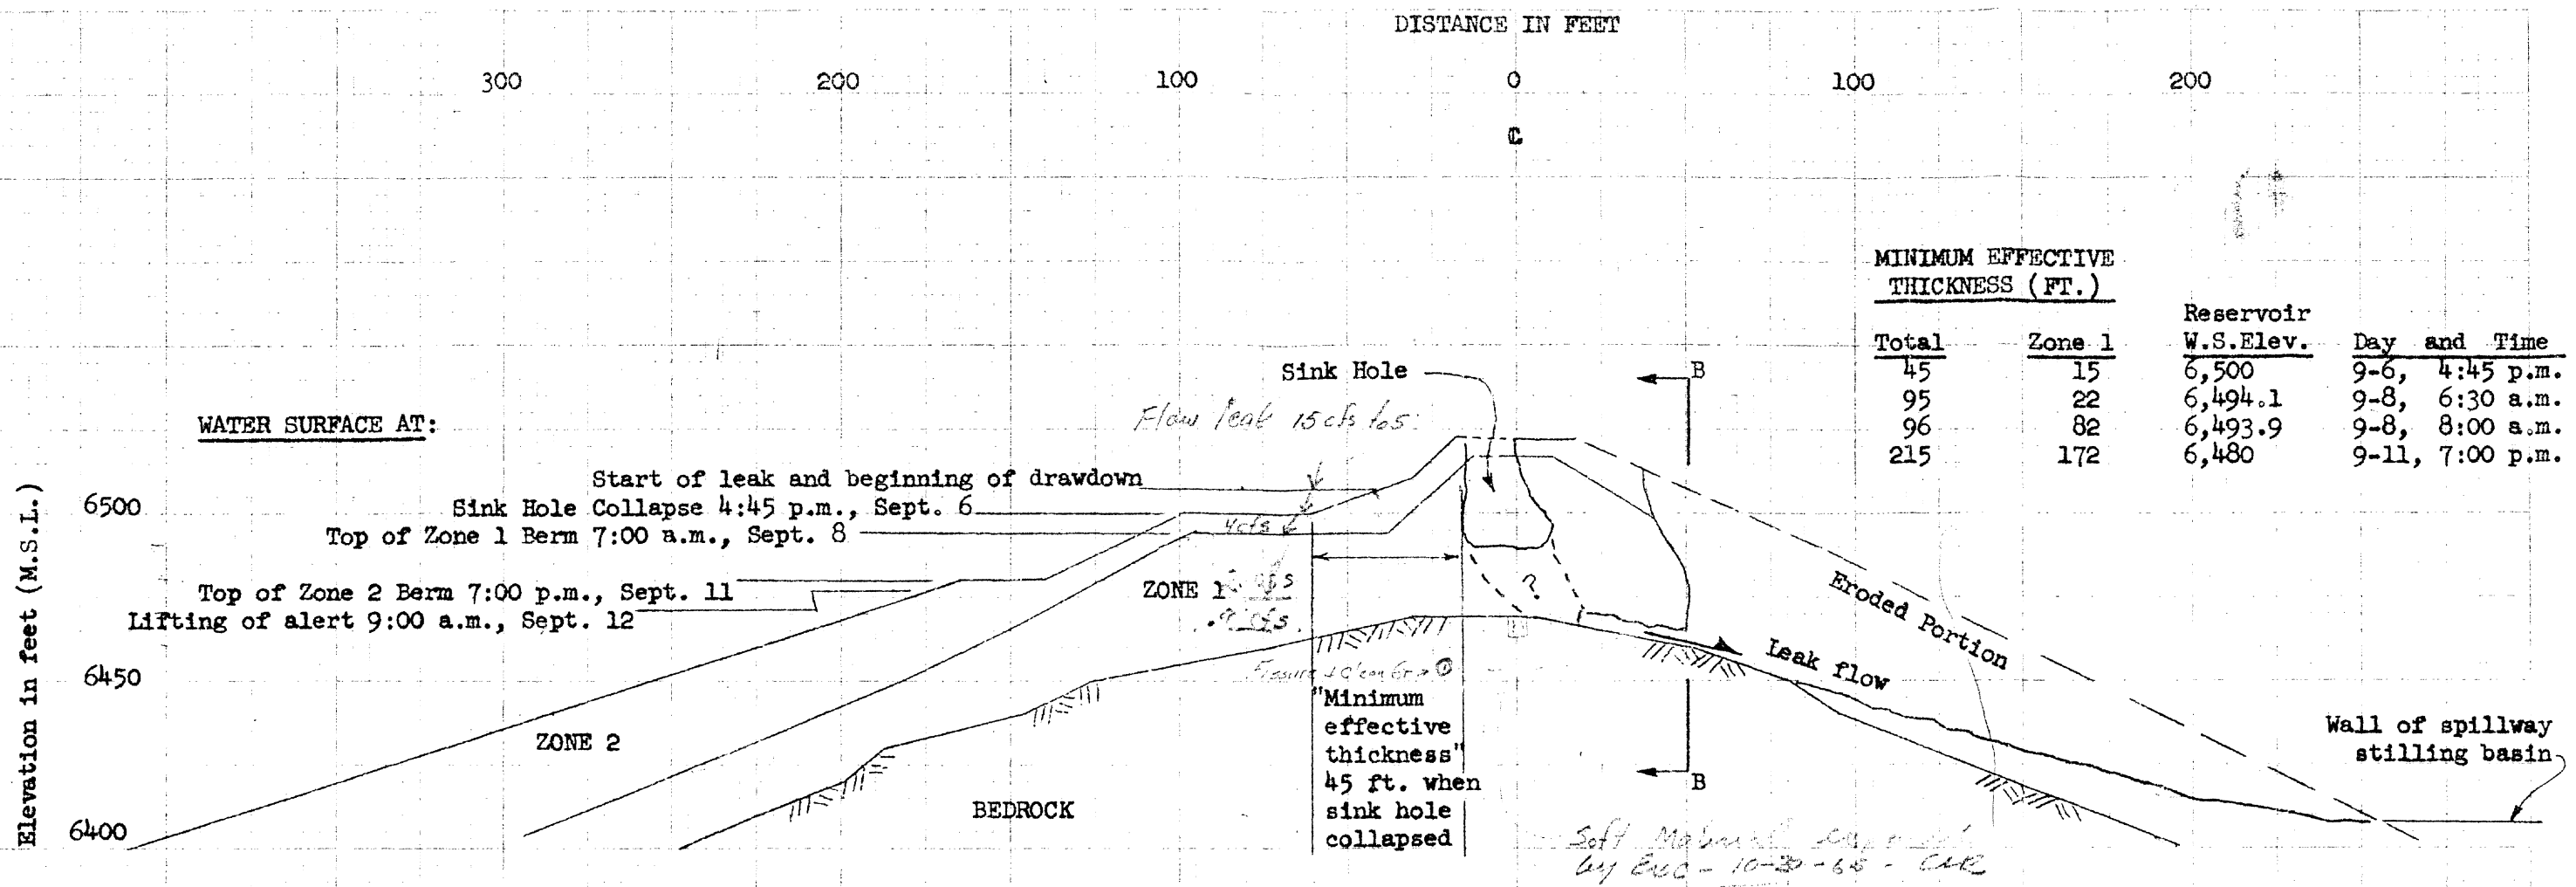 DISTANCE IN FEET
300 200 100 0 100 200
℄
MINIMUM EFFECTIVE
THICKNESS (FT.)
Reservoir
Total Zone 1 W.S.Elev. Day and Time
45 15 6,500 9-6, 4:45 p.m.
95 22 6,494.1 9-8, 6:30 a.m.
96 82 6,493.9 9-8, 8:00 a.m.
215 172 6,480 9-11, 7:00 p.m.
Sink Hole
B
Flow leak 15 cfs
WATER SURFACE AT:
Start of leak and beginning of drawdown
Sink Hole Collapse 4:45 p.m., Sept. 6
Top of Zone 1 Berm 7:00 a.m., Sept. 8
4cfs
Top of Zone 2 Berm 7:00 p.m., Sept. 11
Lifting of alert 9:00 a.m., Sept. 12
Elevation in feet (M.S.L.)
6500
6450
6400
ZONE 1
cfs
?
ZONE 2
BEDROCK
Eroded Portion
Leak flow
"Minimum
effective
thickness"
45 ft. when
sink hole
collapsed
B
Wall of spillway
stilling basin
Soft
by